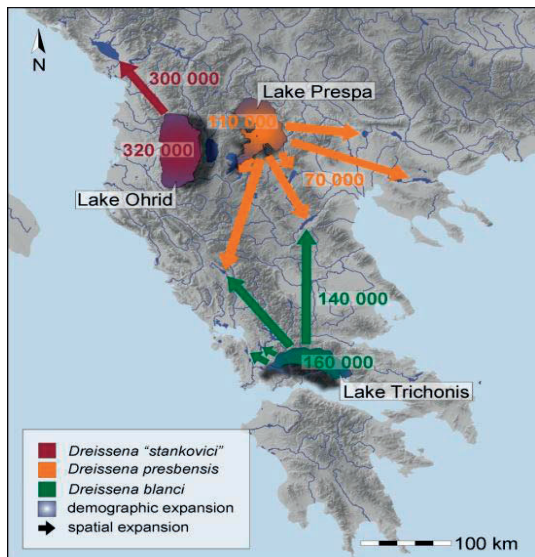 N
300 000
Lake Prespa
110 000
320 000
70 000
Lake Ohrid
140 000
160 000
Lake Trichonis
Dreissena "stankovici"
Dreissena presbensis
Dreissena blanci
demographic expansion
spatial expansion
100 km